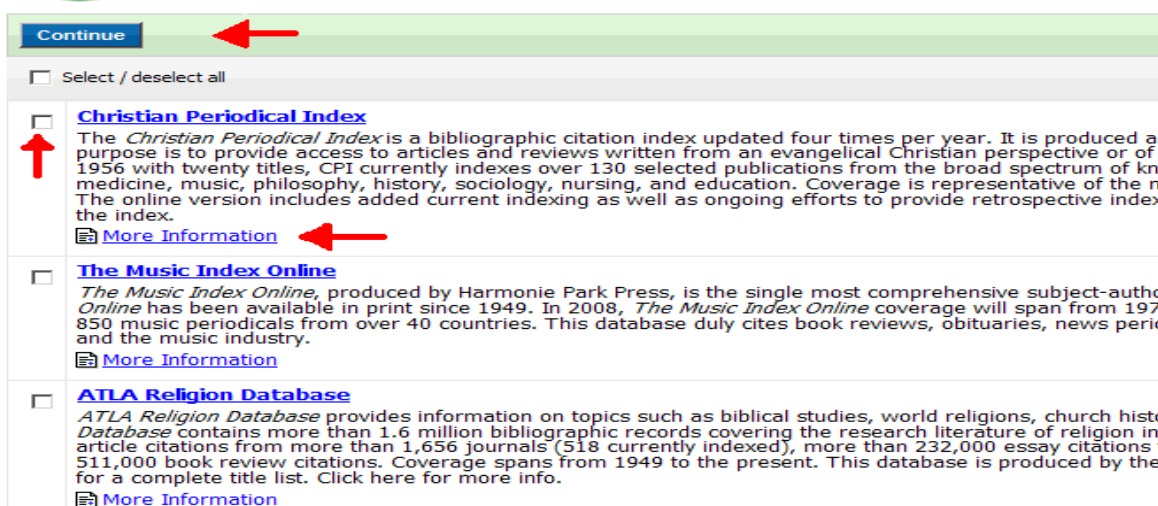 Continue
Select / deselect all
Christian Periodical Index
The Christian Periodical Index is a bibliographic citation index updated four times per year. It is produced a
purpose is to provide access to articles and reviews written from an evangelical Christian perspective or of
1956 with twenty titles, CPI currently indexes over 130 selected publications from the broad spectrum of kn
medicine, music, philosophy, history, sociology, nursing, and education. Coverage is representative of the
The online version includes added current indexing as well as ongoing efforts to provide retrospective index
the index.
More Information
The Music Index Online
The Music Index Online, produced by Harmonie Park Press, is the single most comprehensive subject-autho
Online has been available in print since 1949. In 2008, The Music Index Online coverage will span from 197
850 music periodicals from over 40 countries. This database duly cites book reviews, obituaries, news perio
and the music industry.
More Information
ATLA Religion Database
ATLA Religion Database provides information on topics such as biblical studies, world religions, church histo
Database contains more than 1.6 million bibliographic records covering the research literature of religion in
article citations from more than 1,656 journals (518 currently indexed), more than 232,000 essay citations
511,000 book review citations. Coverage spans from 1949 to the present. This database is produced by the
for a complete title list. Click here for more info.
More Information